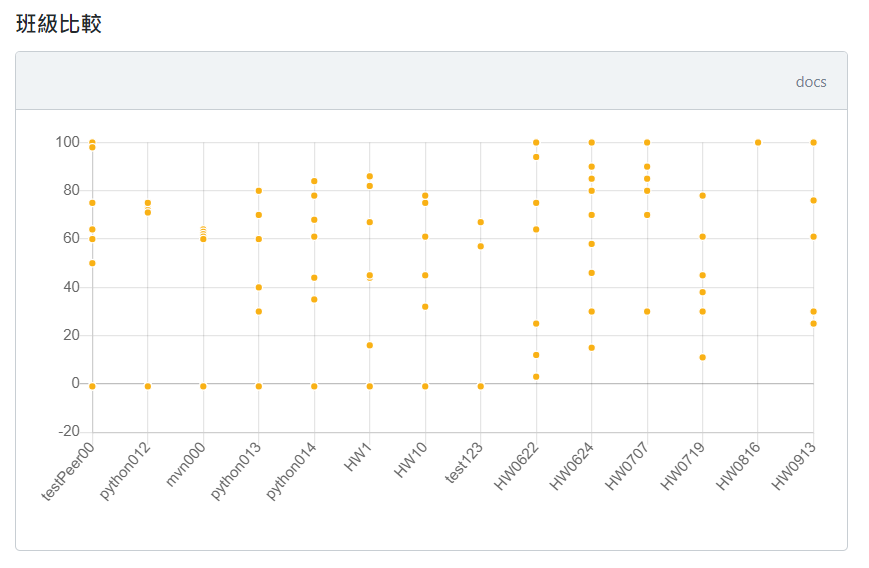 班級比較
docs
100
80
60
40
20
0
-20
testPeer00
python012
mvn000
python013
python014
HW1
HW10
test123
HW0622
HW0624
HW0707
HW0719
HW0816
HW0913